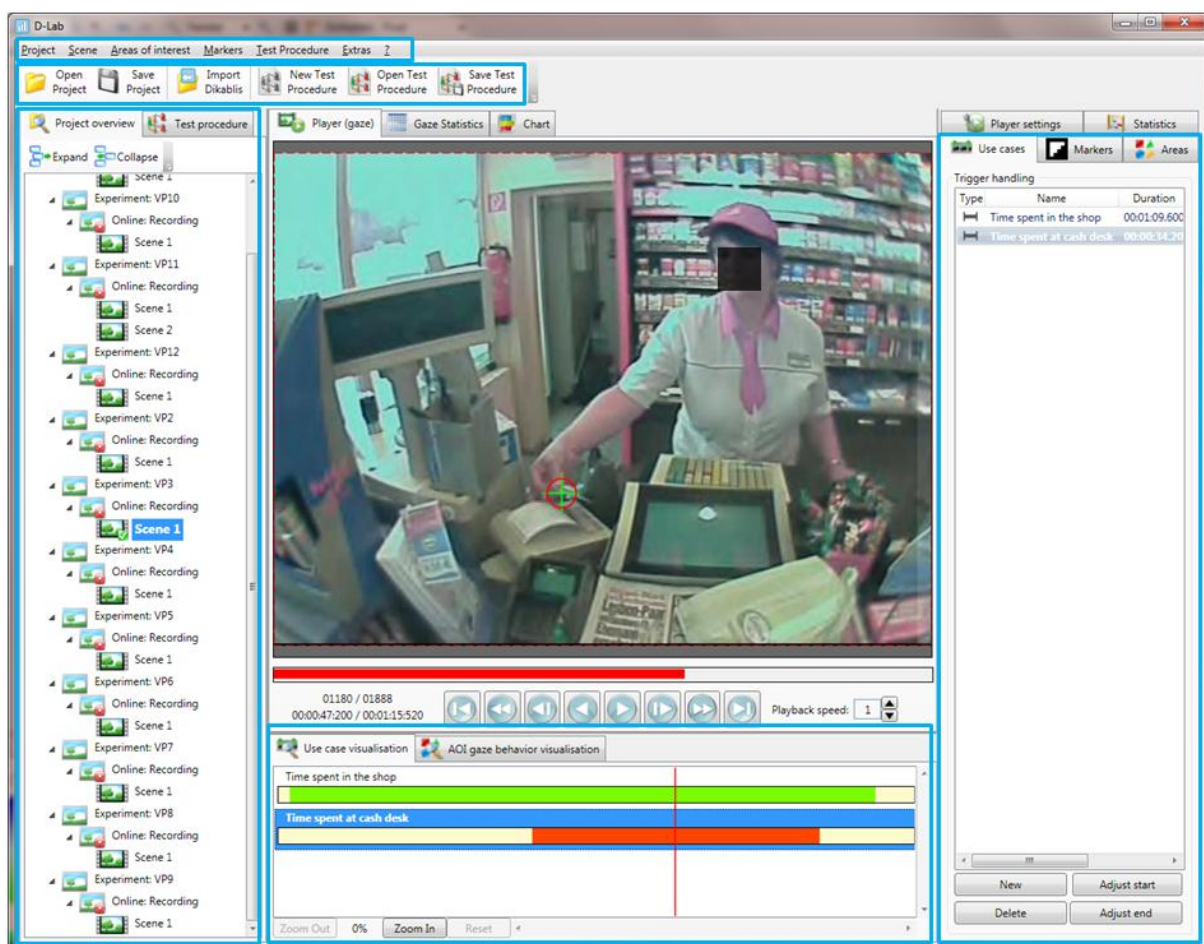 D-Lab
Project Scene Areas of interest Markers Test Procedure Extras ?
Open Project Save Project Import Dikablis New Test Procedure Open Test Procedure Save Test Procedure
Project overview Test procedure
Expand Collapse
Scene 1
Experiment: VP10
Online: Recording
Scene 1
Experiment: VP11
Online: Recording
Scene 1
Scene 2
Experiment: VP12
Online: Recording
Scene 1
Experiment: VP2
Online: Recording
Scene 1
Experiment: VP3
Online: Recording
Scene 1
Experiment: VP4
Online: Recording
Scene 1
Experiment: VP5
Online: Recording
Scene 1
Experiment: VP6
Online: Recording
Scene 1
Experiment: VP7
Online: Recording
Scene 1
Experiment: VP8
Online: Recording
Scene 1
Experiment: VP9
Online: Recording
Scene 1
Player (gaze) Gaze Statistics Chart
01180 / 01888
00:00:47:200 / 00:01:15:520
Playback speed: 1
Use case visualisation AOI gaze behavior visualisation
Time spent in the shop
Time spent at cash desk
Zoom Out 0% Zoom In Reset
Player settings Statistics
Use cases Markers Areas
Trigger handling
Type Name Duration
Time spent in the shop 00:01:09.600
Time spent at cash desk 00:00:34.20
New Adjust start
Delete Adjust end